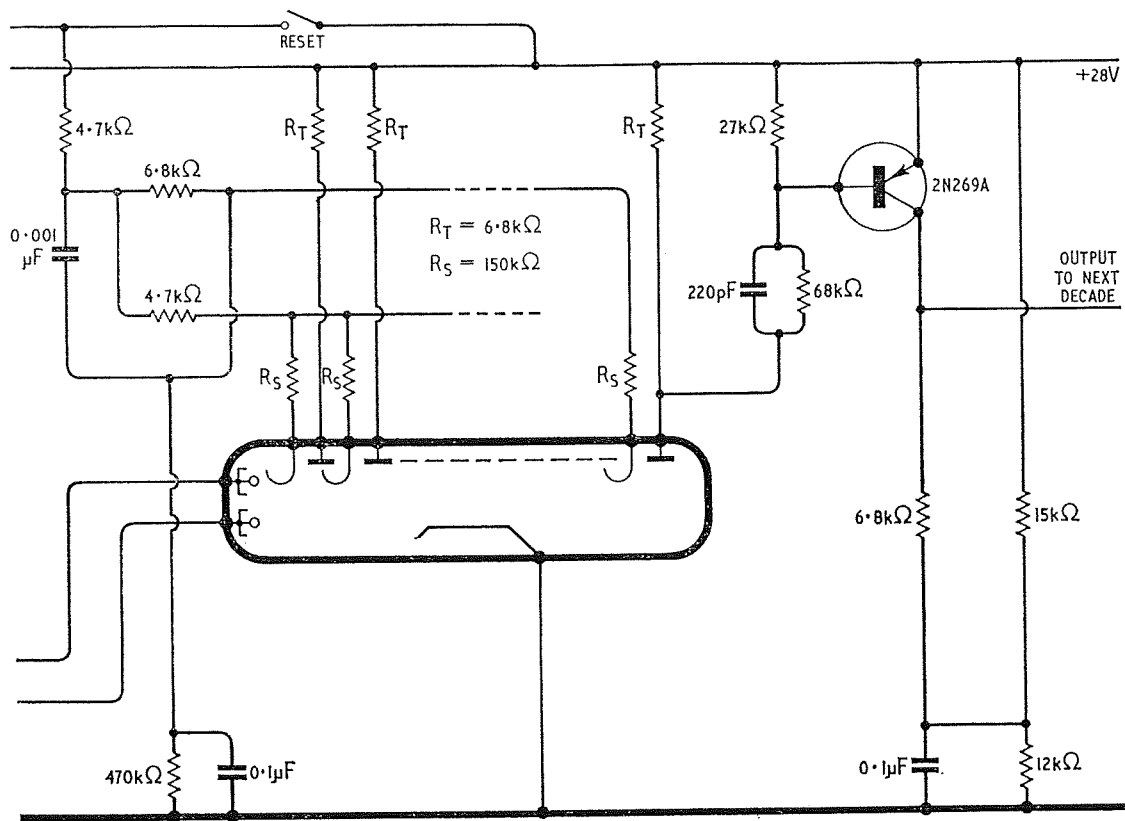 RESET
+28V
4·7kΩ
R_T
R_T
R_T
27kΩ
6·8kΩ
2N269A
R_T = 6·8kΩ
R_S = 150kΩ
0·001
μF
OUTPUT
TO NEXT
DECADE
220pF
68kΩ
4·7kΩ
R_S
R_S
R_S
6·8kΩ
15kΩ
470kΩ
0·1μF
0·1μF
12kΩ